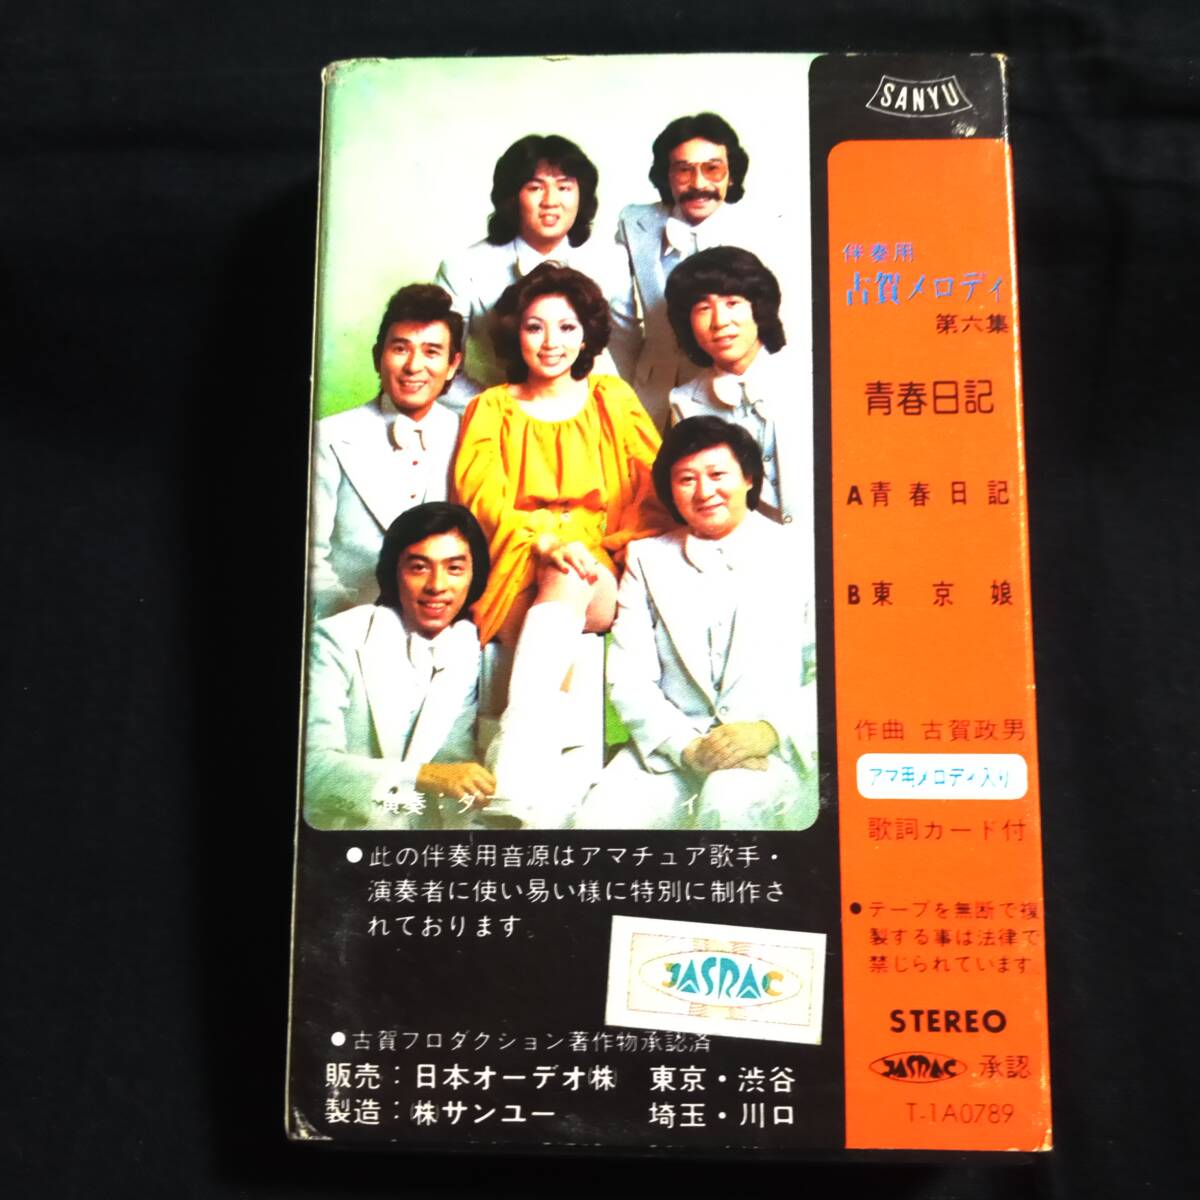 SANYU
伴奏用
古賀メロディ
第六集
青春日記
A 青春日記
B 東京娘
作曲 古賀政男
アマ用メロディ入り
歌詞カード付
●テープを無断で複
製する事は法律で
禁じられています
STEREO
JASRAC 承認
T-1A0789
演奏:ダ
●此の伴奏用音源はアマチュア歌手・
演奏者に使い易い様に特別に制作さ
れております
JASRAC
●古賀プロダクション著作物承認済
販売:日本オーデオ㈱ 東京・渋谷
製造:㈱サンユー 埼玉・川口